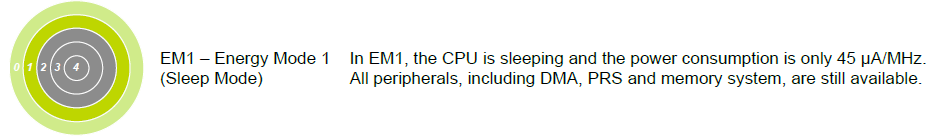 0 1 2 3 4
EM1 – Energy Mode 1
(Sleep Mode)
In EM1, the CPU is sleeping and the power consumption is only 45 µA/MHz.
All peripherals, including DMA, PRS and memory system, are still available.